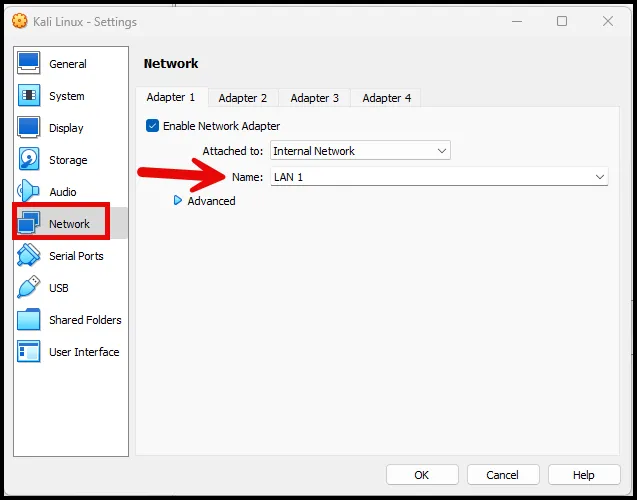 Kali Linux - Settings
General
System
Display
Storage
Audio
Network
Serial Ports
USB
Shared Folders
User Interface
Network
Adapter 1 Adapter 2 Adapter 3 Adapter 4
Enable Network Adapter
Attached to: Internal Network
Name: LAN 1
Advanced
OK Cancel Help